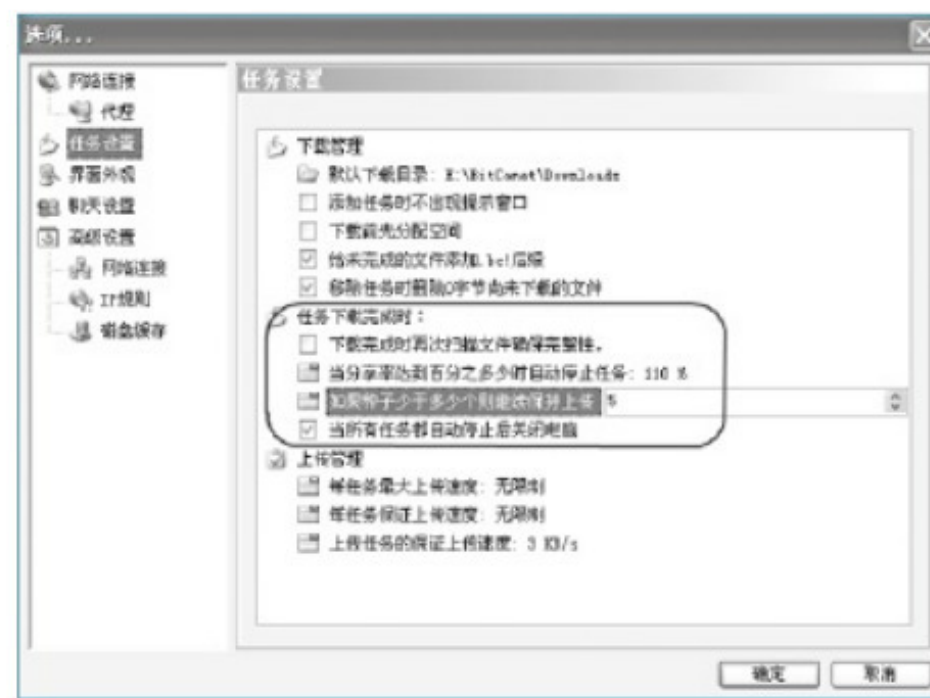 选项...
网络连接
代理
任务设置
界面外观
聊天设置
高级设置
网络连接
IP规则
磁盘缓存
任务设置
下载管理
默认下载目录: E:\BitComet\Downloads
添加任务时不出现提示窗口
下载前先分配空间
给未完成的文件添加.bc!后缀
移除任务时删除0字节尚未下载的文件
任务下载完成时:
下载完成时再次扫描文件确保完整性。
当分享率达到百分之多少时自动停止任务: 110 %
如果种子少于多少个则继续保持上传
当所有任务都自动停止后关闭电脑
上传管理
每任务最大上传速度: 无限制
每任务保证上传速度: 无限制
上传任务的保证上传速度: 3 KB/s
确定
取消